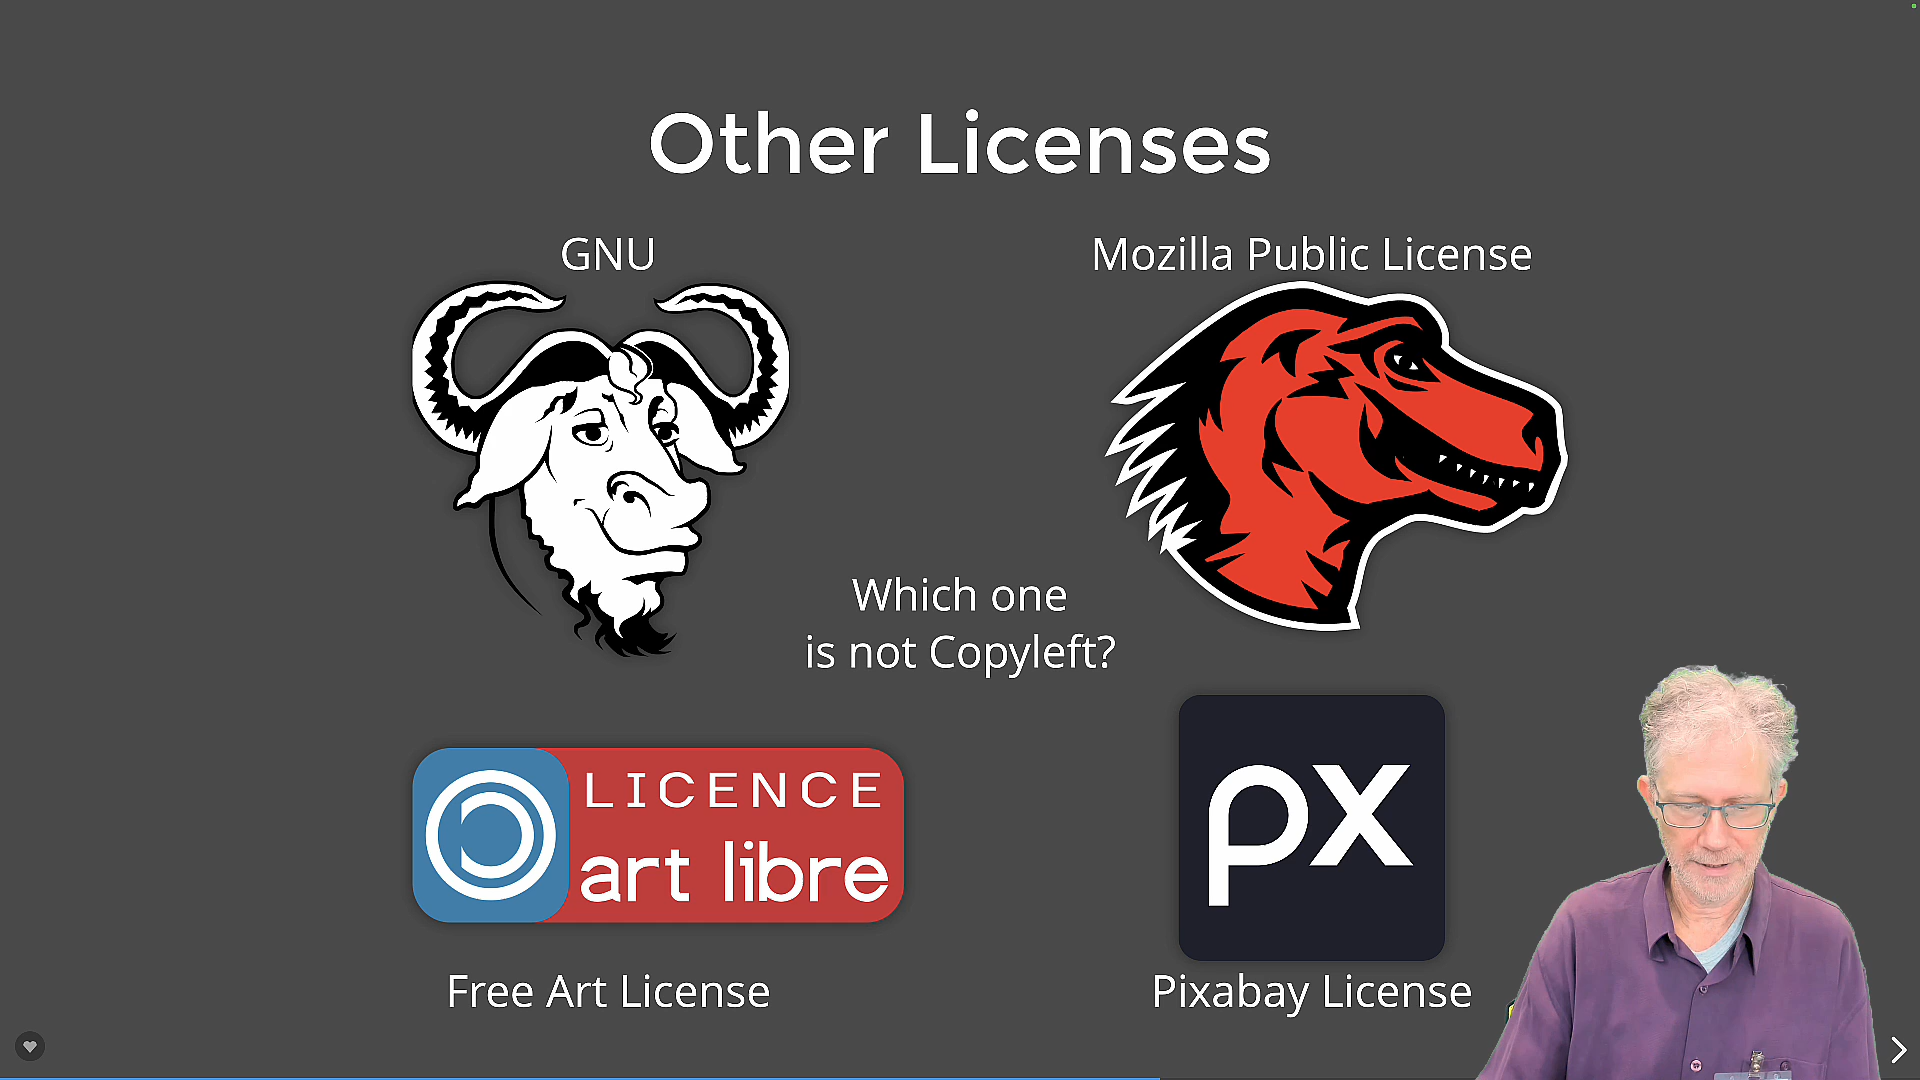 Other Licenses
GNU
Mozilla Public License
Which one
is not Copyleft?
LICENCE
art libre
px
Free Art License
Pixabay License